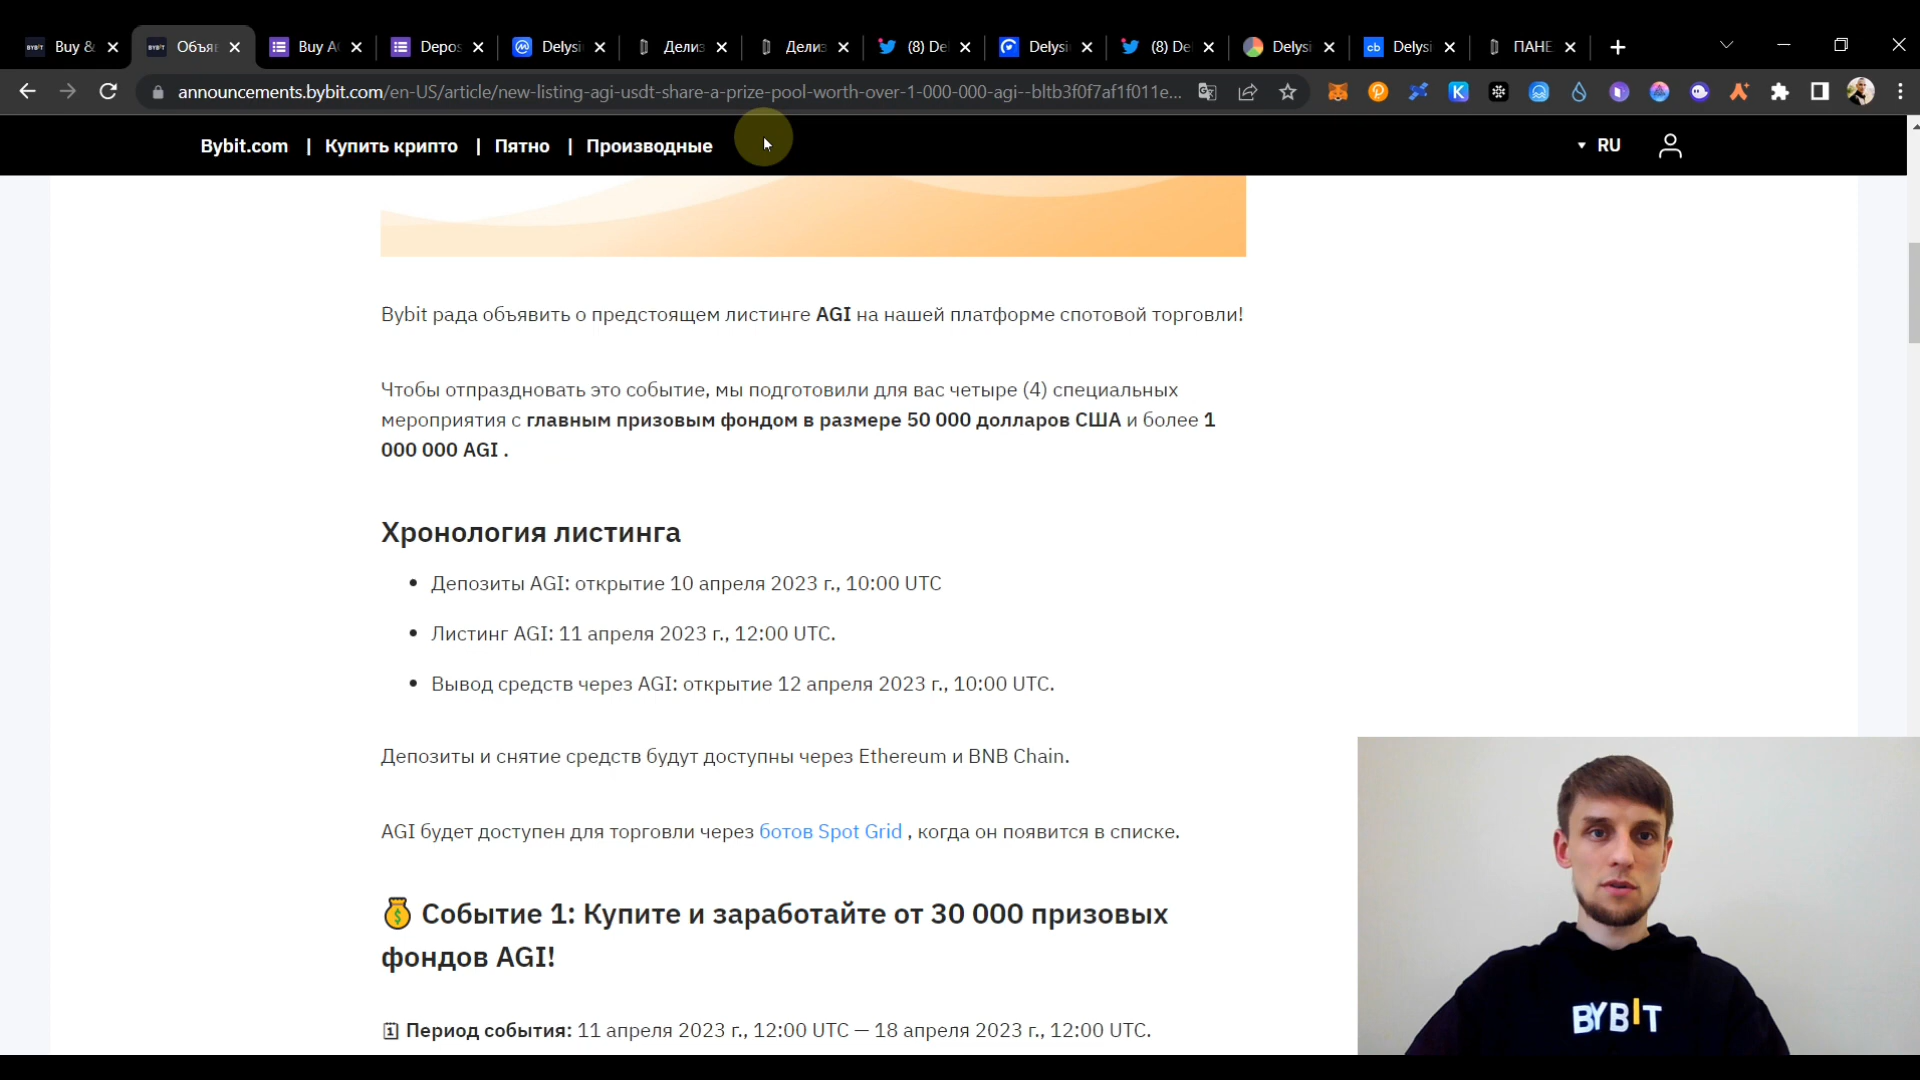 Buy &
Объяв
Buy A
Depos
Delysi
Делиз
Делиз
(8) De
Delysi
(8) De
Delysi
Delysi
ПАНЕ
announcements.bybit.com/en-US/article/new-listing-agi-usdt-share-a-prize-pool-worth-over-1-000-000-agi--bltb3f0f7af1f011e...
Bybit.com | Купить крипто | Пятно | Производные
RU
Bybit рада объявить о предстоящем листинге AGI на нашей платформе спотовой торговли!
Чтобы отпраздновать это событие, мы подготовили для вас четыре (4) специальных
мероприятия с главным призовым фондом в размере 50 000 долларов США и более 1
000 000 AGI .
Хронология листинга
• Депозиты AGI: открытие 10 апреля 2023 г., 10:00 UTC
• Листинг AGI: 11 апреля 2023 г., 12:00 UTC.
• Вывод средств через AGI: открытие 12 апреля 2023 г., 10:00 UTC.
Депозиты и снятие средств будут доступны через Ethereum и BNB Chain.
AGI будет доступен для торговли через ботов Spot Grid , когда он появится в списке.
Событие 1: Купите и заработайте от 30 000 призовых
фондов AGI!
Период события: 11 апреля 2023 г., 12:00 UTC — 18 апреля 2023 г., 12:00 UTC.
BYBIT